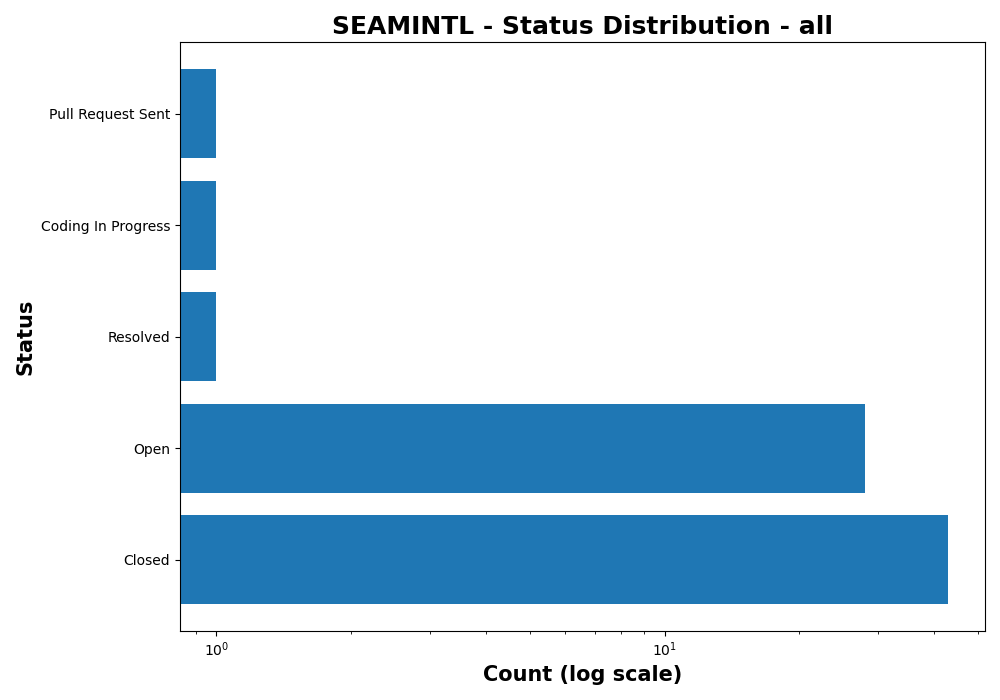 SEAMINTL - Status Distribution - all
Pull Request Sent
Coding In Progress
Resolved
Open
Closed
Status
10⁰ 10¹
Count (log scale)